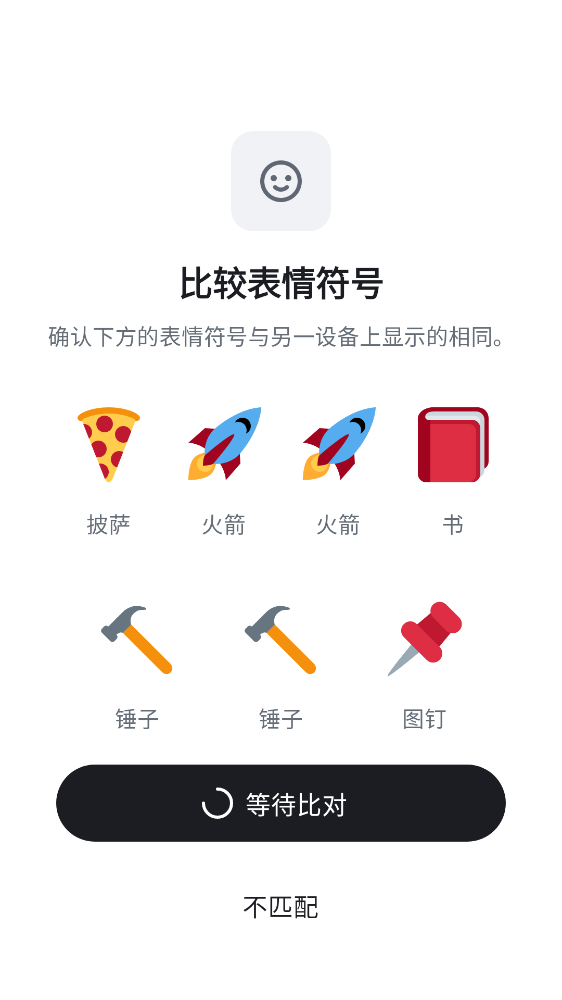 比较表情符号
确认下方的表情符号与另一设备上显示的相同。
披萨 火箭 火箭 书
锤子 锤子 图钉
等待比对
不匹配